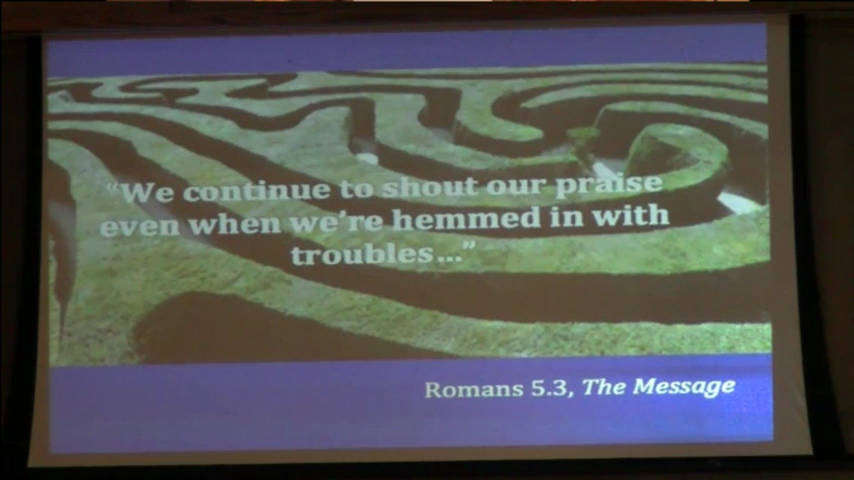 “We continue to shout our praise
even when we’re hemmed in with
troubles...”
Romans 5.3, The Message